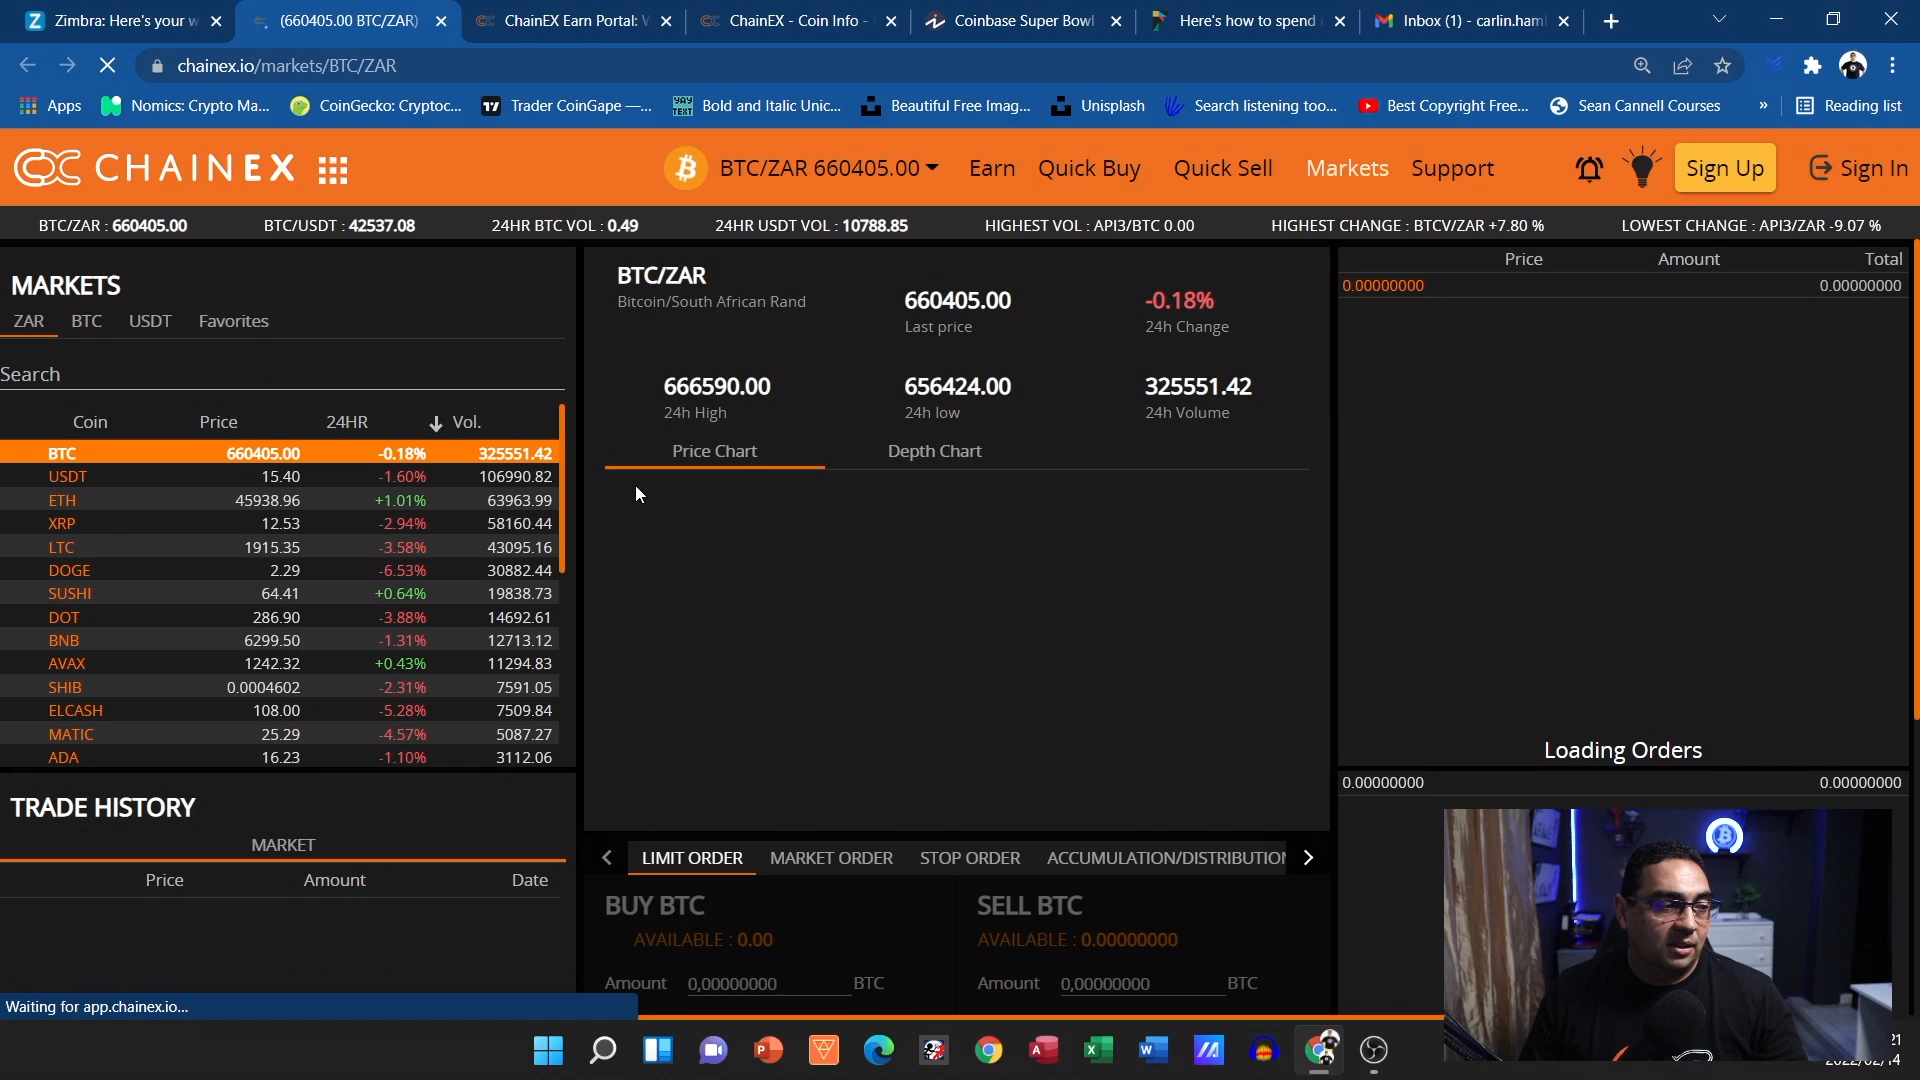 Zimbra: Here's your w
(660405.00 BTC/ZAR)
ChainEX Earn Portal:
ChainEX - Coin Info -
Coinbase Super Bowl
Here's how to spend
Inbox (1) - carlin.ham
chainex.io/markets/BTC/ZAR
Apps
Nomics: Crypto Ma...
CoinGecko: Cryptoc...
Trader CoinGape —...
Bold and Italic Unic...
Beautiful Free Imag...
Unisplash
Search listening too...
Best Copyright Free...
Sean Cannell Courses
»
Reading list
CHAINEX
BTC/ZAR 660405.00
Earn
Quick Buy
Quick Sell
Markets
Support
Sign Up
Sign In
BTC/ZAR : 660405.00
BTC/USDT : 42537.08
24HR BTC VOL : 0.49
24HR USDT VOL : 10788.85
HIGHEST VOL : API3/BTC 0.00
HIGHEST CHANGE : BTCV/ZAR +7.80 %
LOWEST CHANGE : API3/ZAR -9.07 %
MARKETS
ZAR BTC USDT Favorites
Search
Coin Price 24HR Vol.
BTC 660405.00 -0.18% 325551.42
USDT 15.40 -1.60% 106990.82
ETH 45938.96 +1.01% 63963.99
XRP 12.53 -2.94% 58160.44
LTC 1915.35 -3.58% 43095.16
DOGE 2.29 -6.53% 30882.44
SUSHI 64.41 +0.64% 19838.73
DOT 286.90 -3.88% 14692.61
BNB 6299.50 -1.31% 12713.12
AVAX 1242.32 +0.43% 11294.83
SHIB 0.0004602 -2.31% 7591.05
ELCASH 108.00 -5.28% 7509.84
MATIC 25.29 -4.57% 5087.27
ADA 16.23 -1.10% 3112.06
TRADE HISTORY
MARKET
Price Amount Date
BTC/ZAR
Bitcoin/South African Rand
660405.00
Last price
-0.18%
24h Change
666590.00
24h High
656424.00
24h low
325551.42
24h Volume
Price Chart
Depth Chart
LIMIT ORDER
MARKET ORDER
STOP ORDER
ACCUMULATION/DISTRIBUTION
BUY BTC
AVAILABLE : 0.00
Amount 0,00000000 BTC
SELL BTC
AVAILABLE : 0.00000000
Amount 0,00000000 BTC
Price Amount Total
0.00000000 0.00000000
Loading Orders
0.00000000 0.00000000
Waiting for app.chainex.io...